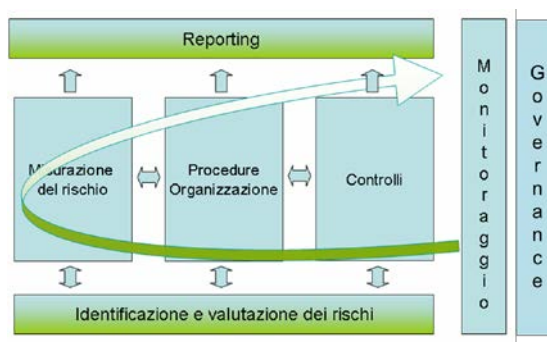 Reporting
Misurazione
del rischio
Procedure
Organizzazione
Controlli
Identificazione e valutazione dei rischi
Monitoraggio
Governance